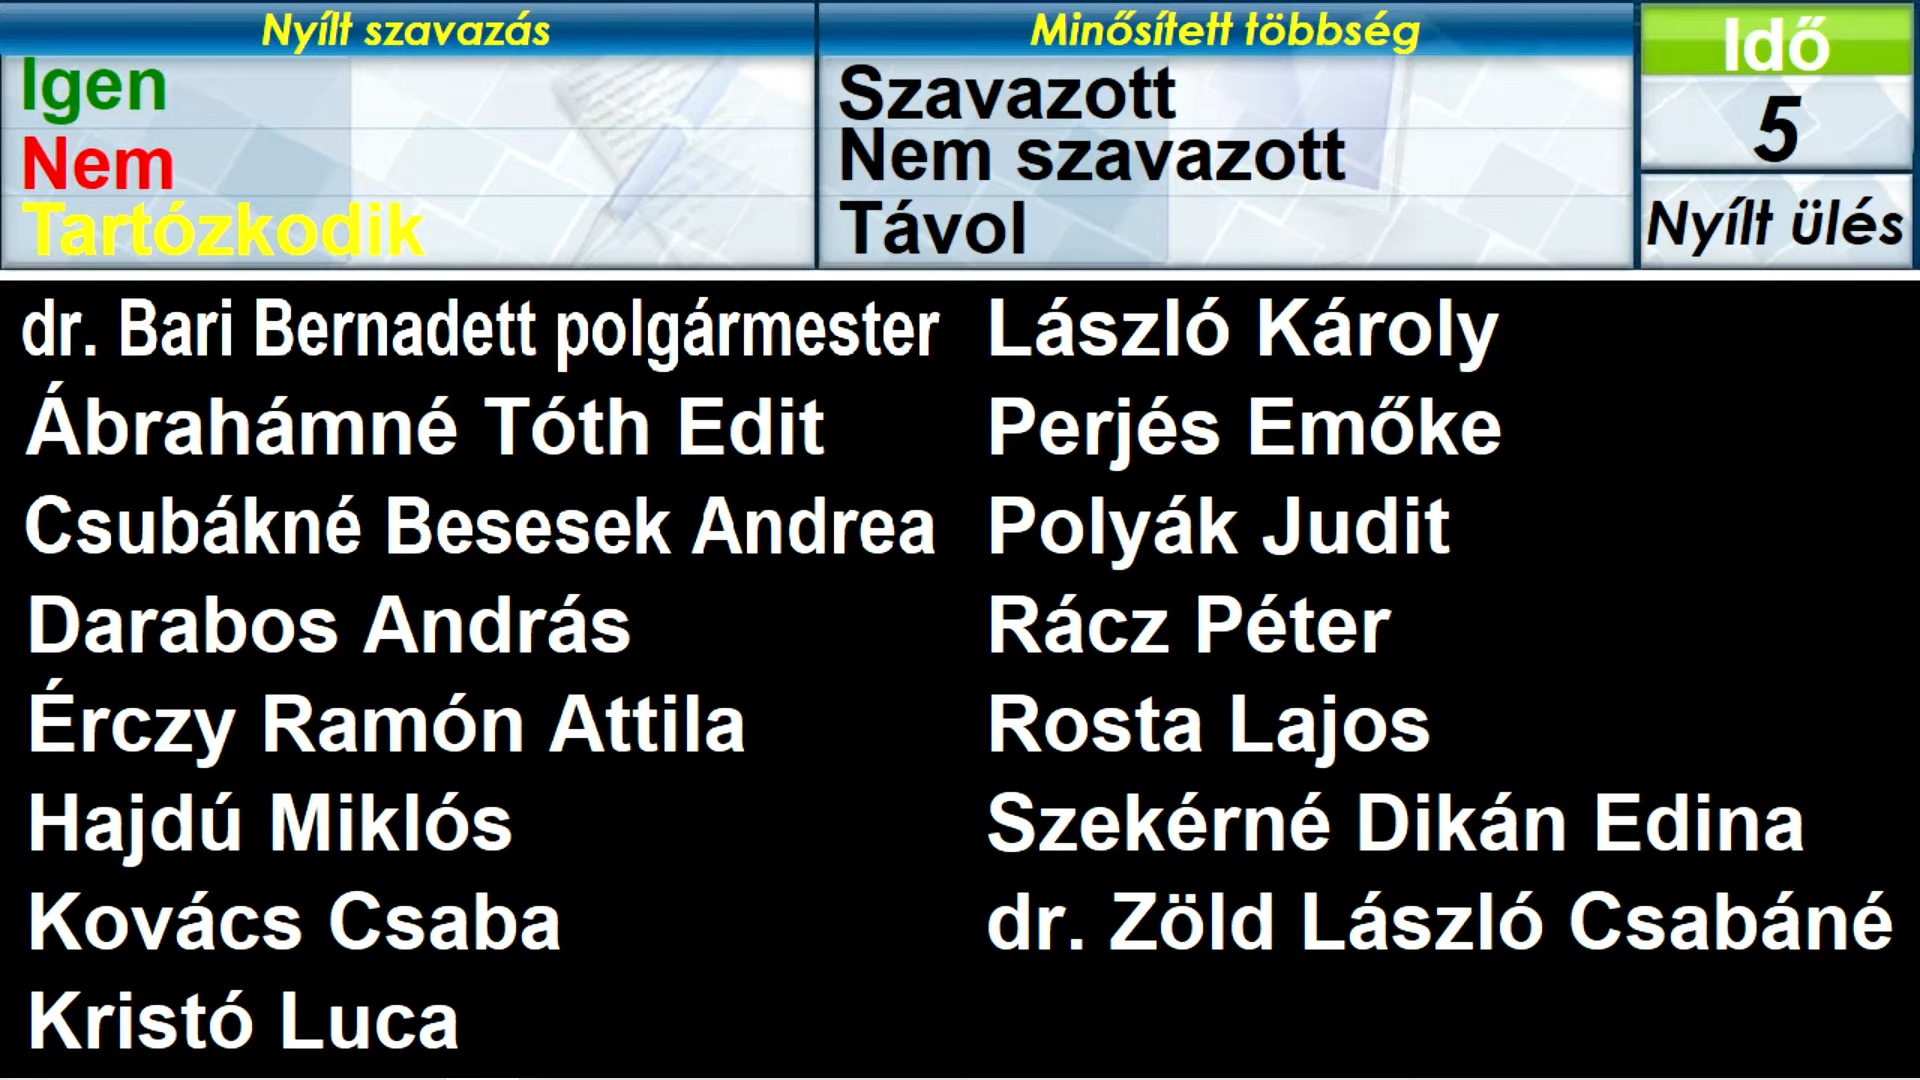 Nyílt szavazás
Igen
Nem
Tartózkodik
Minősített többség
Szavazott
Nem szavazott
Távol
Idő
5
Nyílt ülés
dr. Bari Bernadett polgármester
Ábrahámné Tóth Edit
Csubákné Besesek Andrea
Darabos András
Érczy Ramón Attila
Hajdú Miklós
Kovács Csaba
Kristó Luca
László Károly
Perjés Emőke
Polyák Judit
Rácz Péter
Rosta Lajos
Szekérné Dikán Edina
dr. Zöld László Csabáné